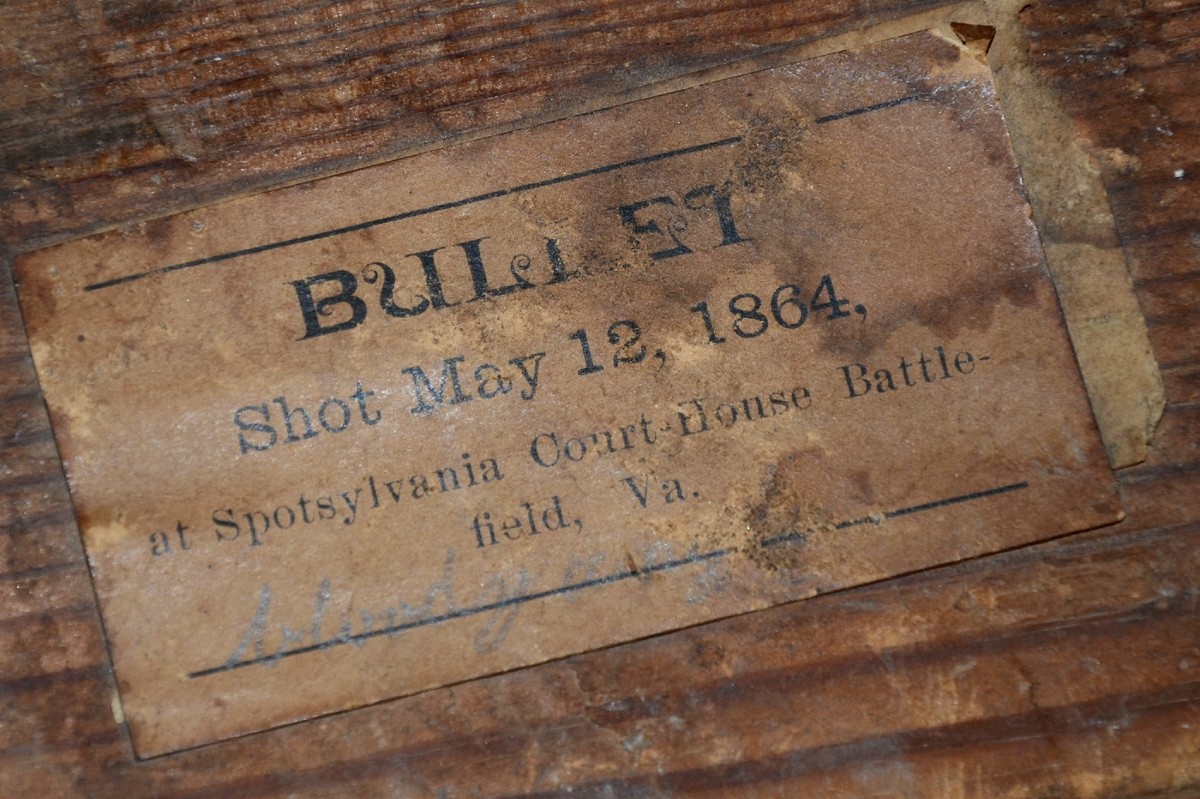 BULLET
Shot May 12, 1864,
at Spotsylvania Court-House Battle-
field, Va.